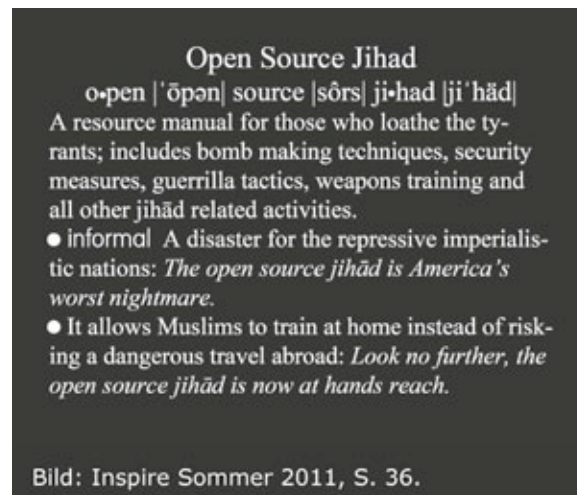 Open Source Jihad
o•pen |ˈōpən| source |sôrs| ji•had |jiˈhäd|
A resource manual for those who loathe the ty-
rants; includes bomb making techniques, security
measures, guerrilla tactics, weapons training and
all other jihād related activities.
● informal A disaster for the repressive imperialis-
tic nations: The open source jihād is America's
worst nightmare.
● It allows Muslims to train at home instead of risk-
ing a dangerous travel abroad: Look no further, the
open source jihād is now at hands reach.
Bild: Inspire Sommer 2011, S. 36.